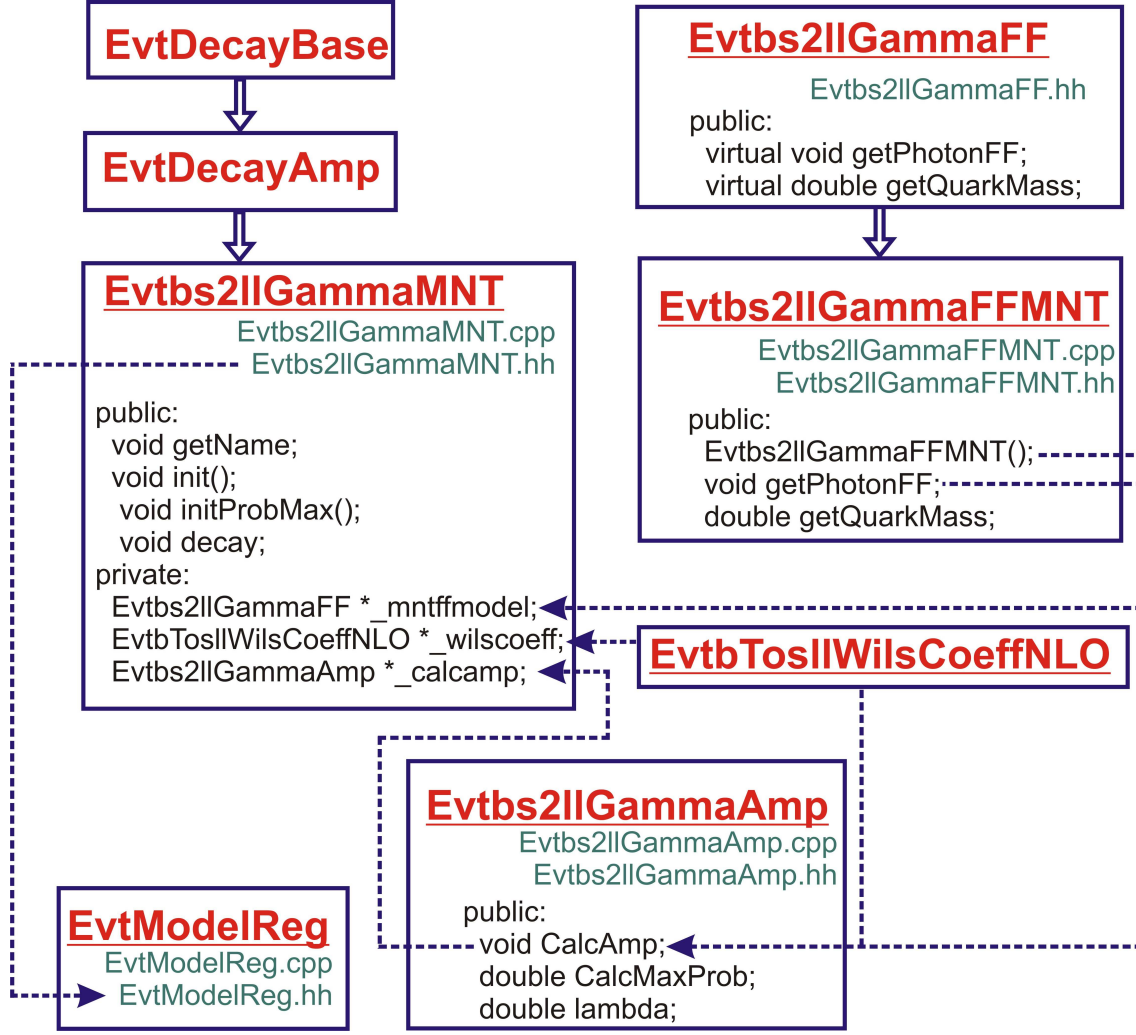 EvtDecayBase
EvtDecayAmp
Evtbs2llGammaMNT
Evtbs2llGammaMNT.cpp
Evtbs2llGammaMNT.hh
public:
void getName;
void init();
void initProbMax();
void decay;
private:
Evtbs2llGammaFF *_mntffmodel;
EvtbTosllWilsCoeffNLO *_wilscoeff;
Evtbs2llGammaAmp *_calcamp;
Evtbs2llGammaFF
Evtbs2llGammaFF.hh
public:
virtual void getPhotonFF;
virtual double getQuarkMass;
Evtbs2llGammaFFMNT
Evtbs2llGammaFFMNT.cpp
Evtbs2llGammaFFMNT.hh
public:
Evtbs2llGammaFFMNT();
void getPhotonFF;
double getQuarkMass;
EvtbTosllWilsCoeffNLO
Evtbs2llGammaAmp
Evtbs2llGammaAmp.cpp
Evtbs2llGammaAmp.hh
public:
void CalcAmp;
double CalcMaxProb;
double lambda;
EvtModelReg
EvtModelReg.cpp
EvtModelReg.hh